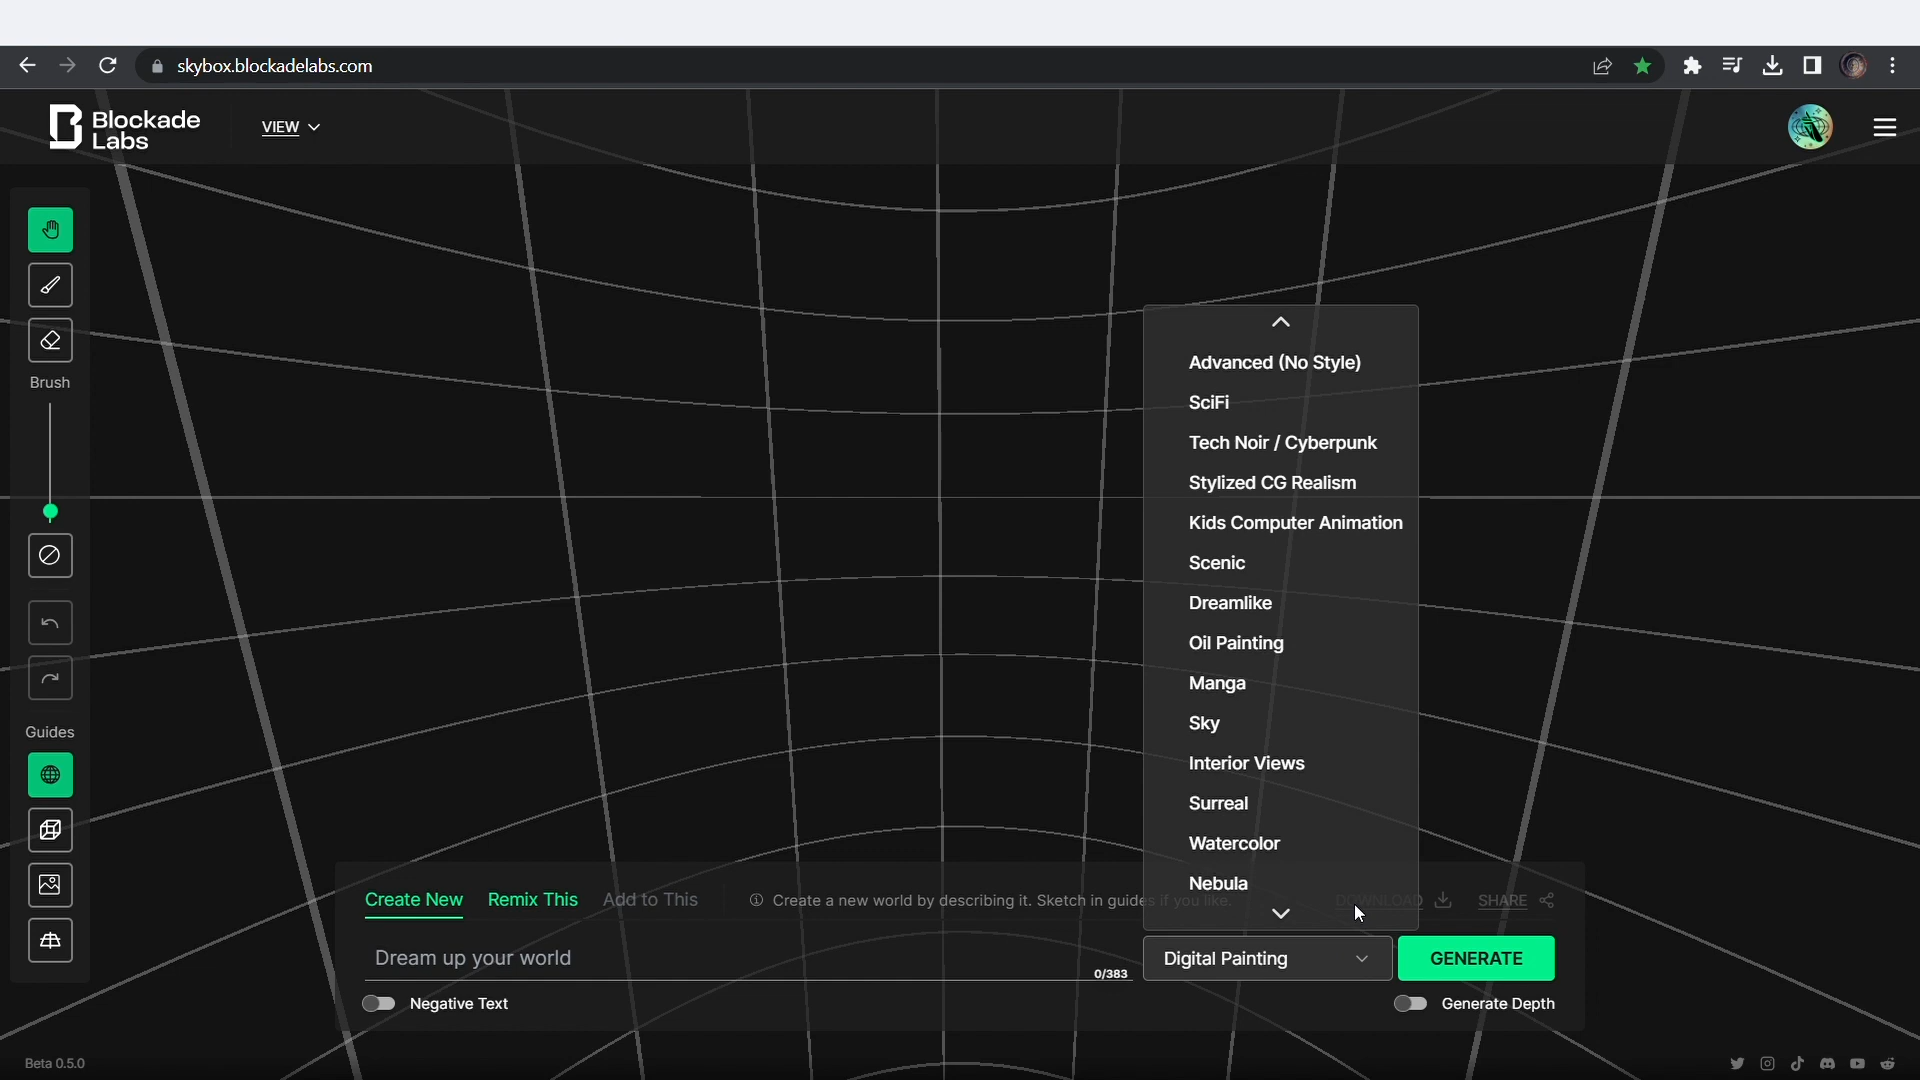 skybox.blockadelabs.com
Blockade
Labs
VIEW
Brush
Guides
Advanced (No Style)
SciFi
Tech Noir / Cyberpunk
Stylized CG Realism
Kids Computer Animation
Scenic
Dreamlike
Oil Painting
Manga
Sky
Interior Views
Surreal
Watercolor
Nebula
Create New
Remix This
Add to This
Create a new world by describing it. Sketch in guides if you like.
DOWNLOAD
SHARE
Dream up your world
0/383
Digital Painting
GENERATE
Negative Text
Generate Depth
Beta 0.5.0